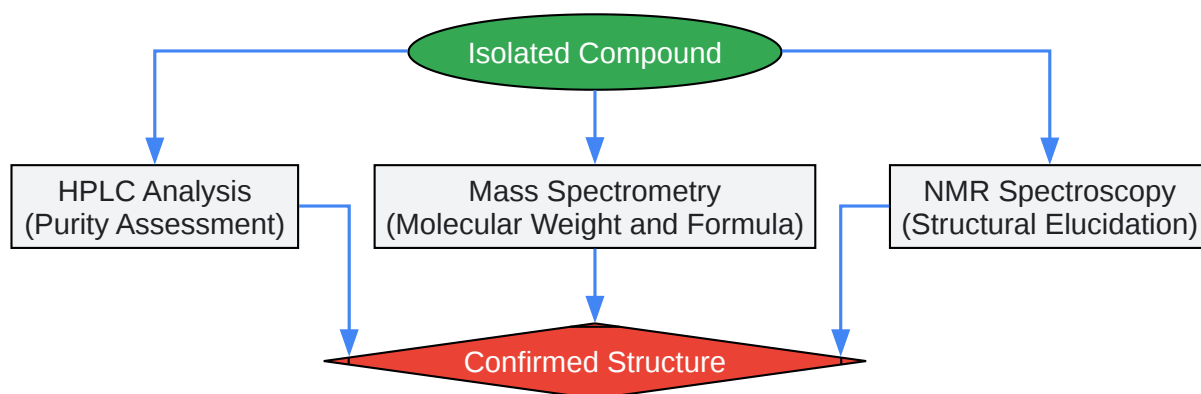 Isolated Compound
HPLC Analysis
(Purity Assessment)
Mass Spectrometry
(Molecular Weight and Formula)
NMR Spectroscopy
(Structural Elucidation)
Confirmed Structure